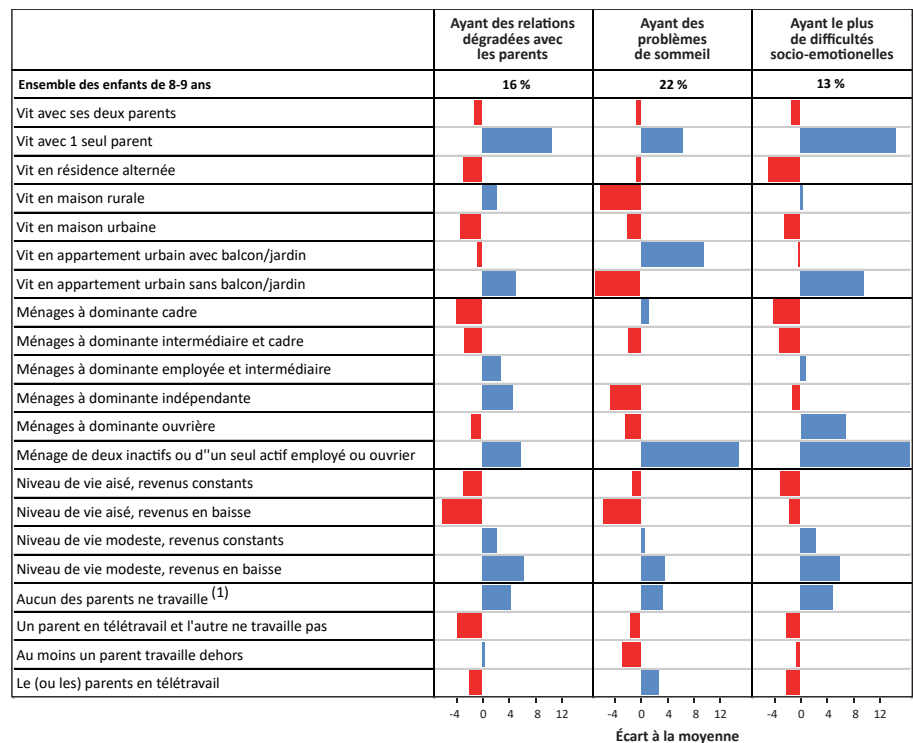 Ayant des relations
dégradées avec
les parents
Ayant des
problèmes
de sommeil
Ayant le plus
de difficultés
socio-emotionelles
Ensemble des enfants de 8-9 ans 16 % 22 % 13 %
Vit avec ses deux parents
Vit avec 1 seul parent
Vit en résidence alternée
Vit en maison rurale
Vit en maison urbaine
Vit en appartement urbain avec balcon/jardin
Vit en appartement urbain sans balcon/jardin
Ménages à dominante cadre
Ménages à dominante intermédiaire et cadre
Ménages à dominante employée et intermédiaire
Ménages à dominante indépendante
Ménages à dominante ouvrière
Ménage de deux inactifs ou d''un seul actif employé ou ouvrier
Niveau de vie aisé, revenus constants
Niveau de vie aisé, revenus en baisse
Niveau de vie modeste, revenus constants
Niveau de vie modeste, revenus en baisse
Aucun des parents ne travaille (1)
Un parent en télétravail et l'autre ne travaille pas
Au moins un parent travaille dehors
Le (ou les) parents en télétravail
-4 0 4 8 12 -4 0 4 8 12 -4 0 4 8 12
Écart à la moyenne